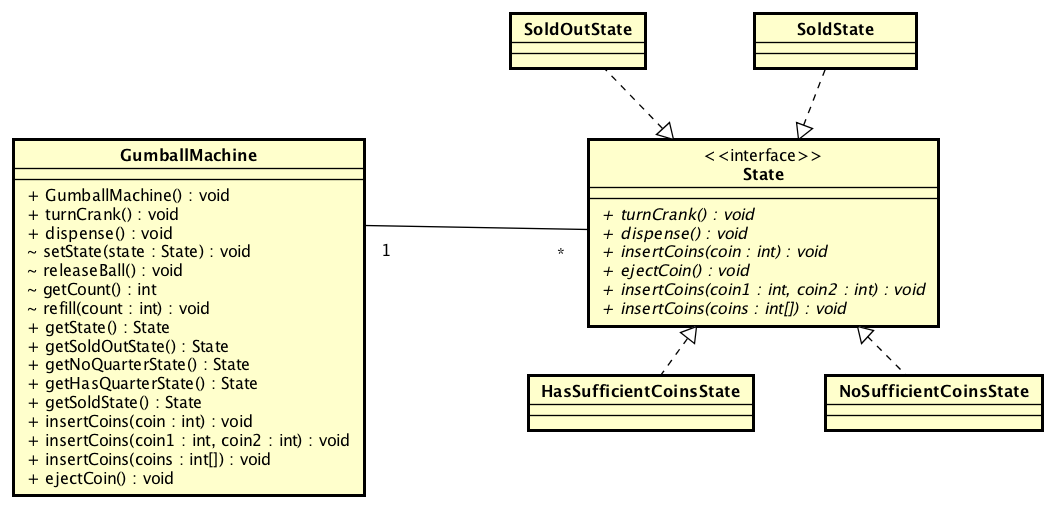 SoldOutState
SoldState
GumballMachine
+ GumballMachine() : void
+ turnCrank() : void
+ dispense() : void
~ setState(state : State) : void
~ releaseBall() : void
~ getCount() : int
~ refill(count : int) : void
+ getState() : State
+ getSoldOutState() : State
+ getNoQuarterState() : State
+ getHasQuarterState() : State
+ getSoldState() : State
+ insertCoins(coin : int) : void
+ insertCoins(coin1 : int, coin2 : int) : void
+ insertCoins(coins : int[]) : void
+ ejectCoin() : void
1
*
<<interface>>
State
+ turnCrank() : void
+ dispense() : void
+ insertCoins(coin : int) : void
+ ejectCoin() : void
+ insertCoins(coin1 : int, coin2 : int) : void
+ insertCoins(coins : int[]) : void
HasSufficientCoinsState
NoSufficientCoinsState